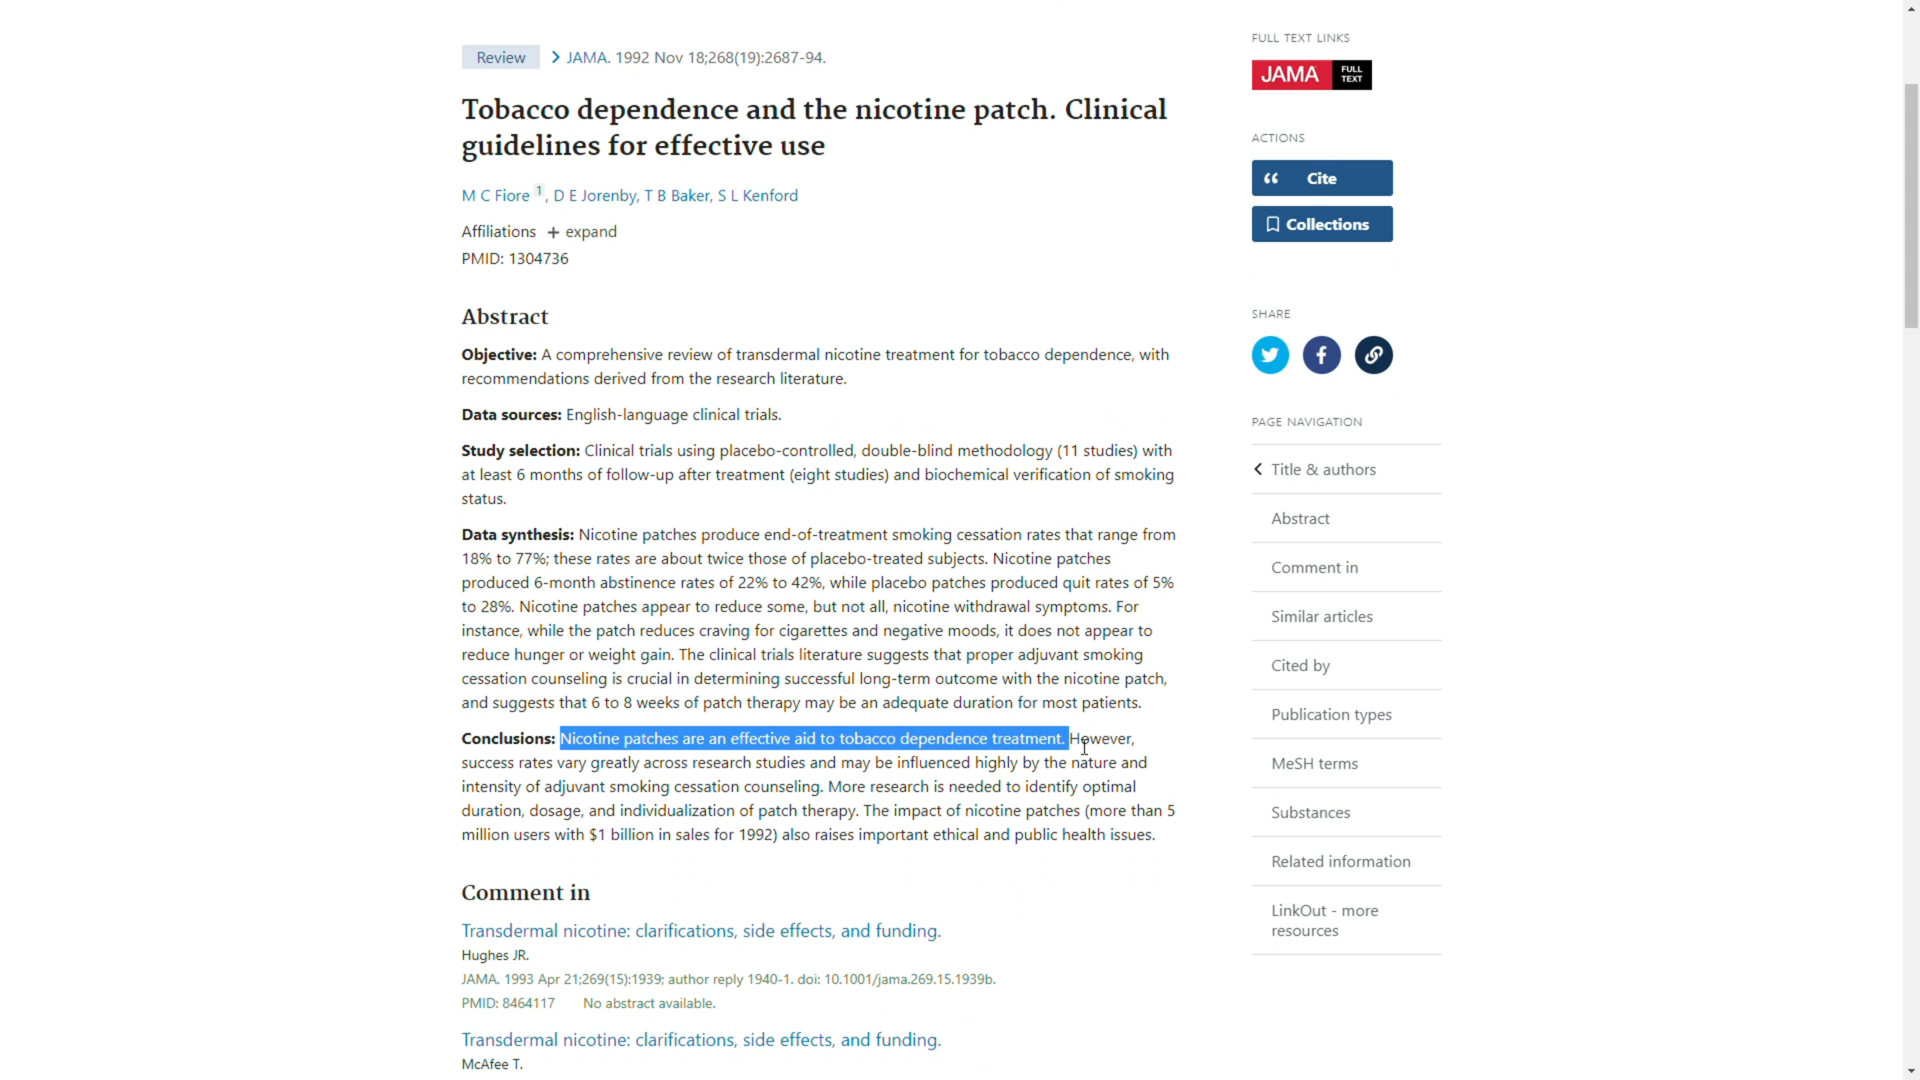 Review JAMA. 1992 Nov 18;268(19):2687-94.
Tobacco dependence and the nicotine patch. Clinical
guidelines for effective use
M C Fiore 1, D E Jorenby, T B Baker, S L Kenford
Affiliations + expand
PMID: 1304736
Abstract
Objective: A comprehensive review of transdermal nicotine treatment for tobacco dependence, with
recommendations derived from the research literature.
Data sources: English-language clinical trials.
Study selection: Clinical trials using placebo-controlled, double-blind methodology (11 studies) with
at least 6 months of follow-up after treatment (eight studies) and biochemical verification of smoking
status.
Data synthesis: Nicotine patches produce end-of-treatment smoking cessation rates that range from
18% to 77%; these rates are about twice those of placebo-treated subjects. Nicotine patches
produced 6-month abstinence rates of 22% to 42%, while placebo patches produced quit rates of 5%
to 28%. Nicotine patches appear to reduce some, but not all, nicotine withdrawal symptoms. For
instance, while the patch reduces craving for cigarettes and negative moods, it does not appear to
reduce hunger or weight gain. The clinical trials literature suggests that proper adjuvant smoking
cessation counseling is crucial in determining successful long-term outcome with the nicotine patch,
and suggests that 6 to 8 weeks of patch therapy may be an adequate duration for most patients.
Conclusions: Nicotine patches are an effective aid to tobacco dependence treatment. However,
success rates vary greatly across research studies and may be influenced highly by the nature and
intensity of adjuvant smoking cessation counseling. More research is needed to identify optimal
duration, dosage, and individualization of patch therapy. The impact of nicotine patches (more than 5
million users with $1 billion in sales for 1992) also raises important ethical and public health issues.
Comment in
Transdermal nicotine: clarifications, side effects, and funding.
Hughes JR.
JAMA. 1993 Apr 21;269(15):1939; author reply 1940-1. doi: 10.1001/jama.269.15.1939b.
PMID: 8464117 No abstract available.
Transdermal nicotine: clarifications, side effects, and funding.
McAfee T.
FULL TEXT LINKS
JAMA FULL TEXT
ACTIONS
Cite
Collections
SHARE
PAGE NAVIGATION
Title & authors
Abstract
Comment in
Similar articles
Cited by
Publication types
MeSH terms
Substances
Related information
LinkOut - more
resources